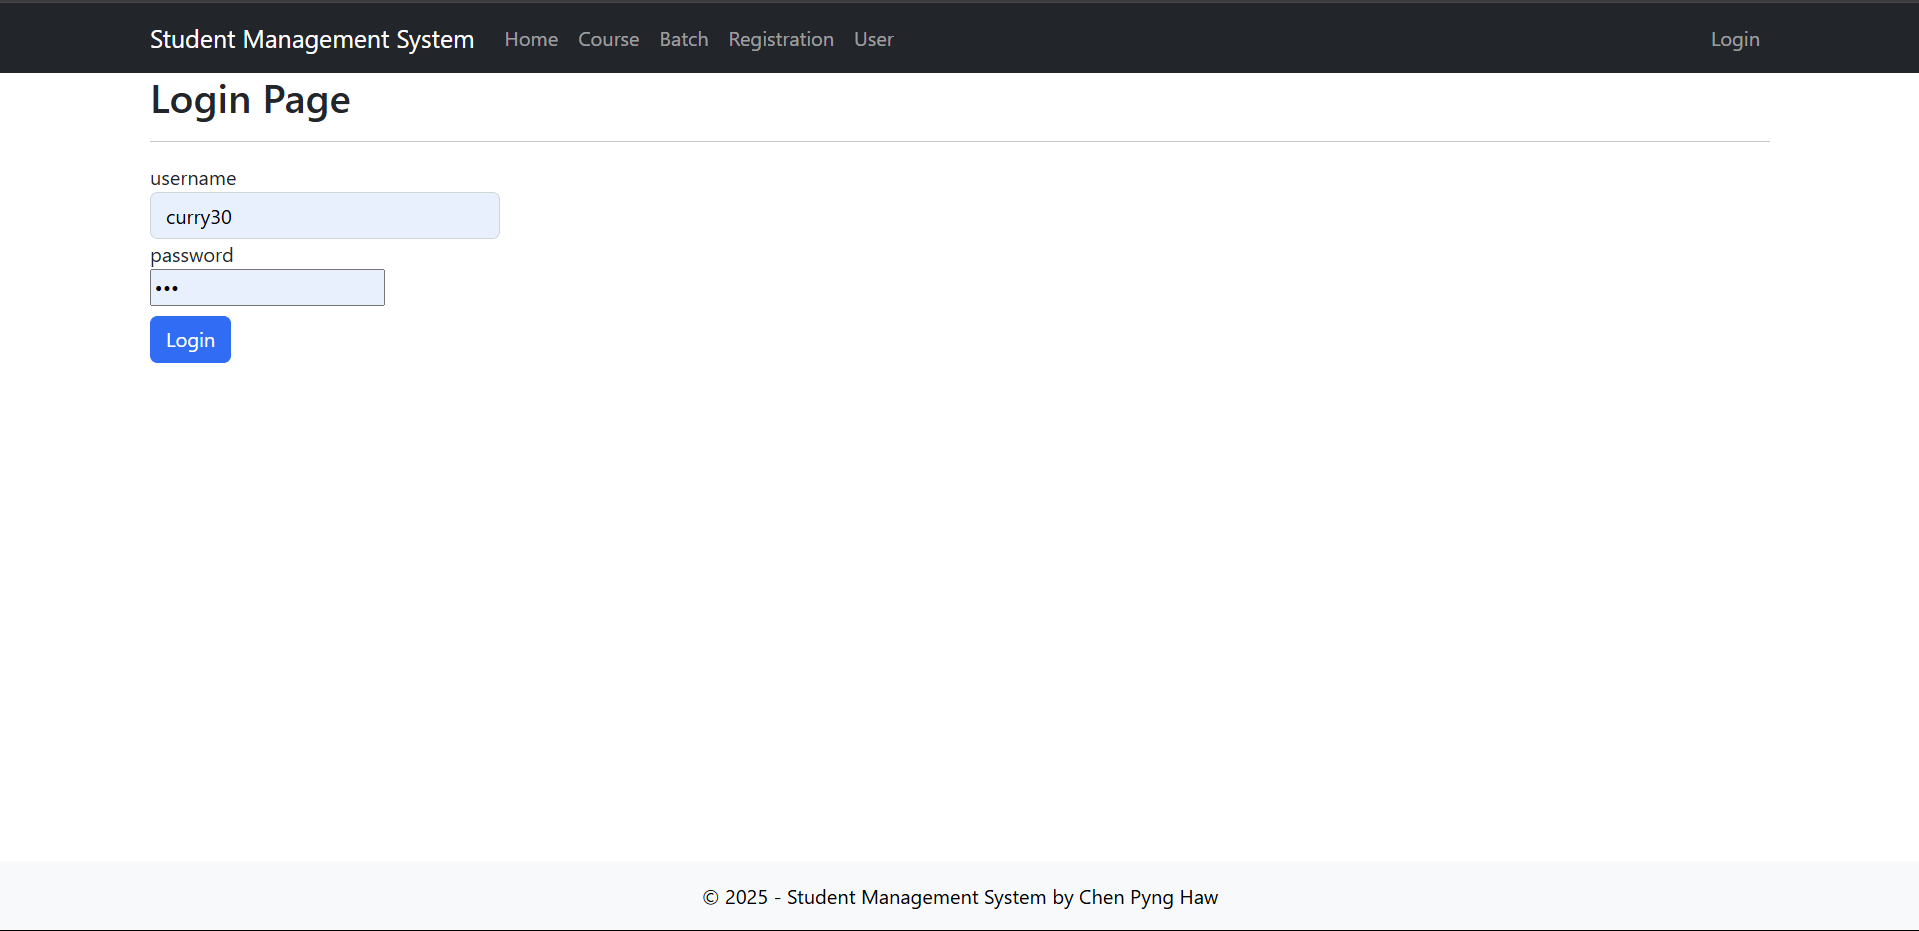 Student Management System Home Course Batch Registration User Login
Login Page
username
curry30
password
•••
Login
© 2025 - Student Management System by Chen Pyng Haw